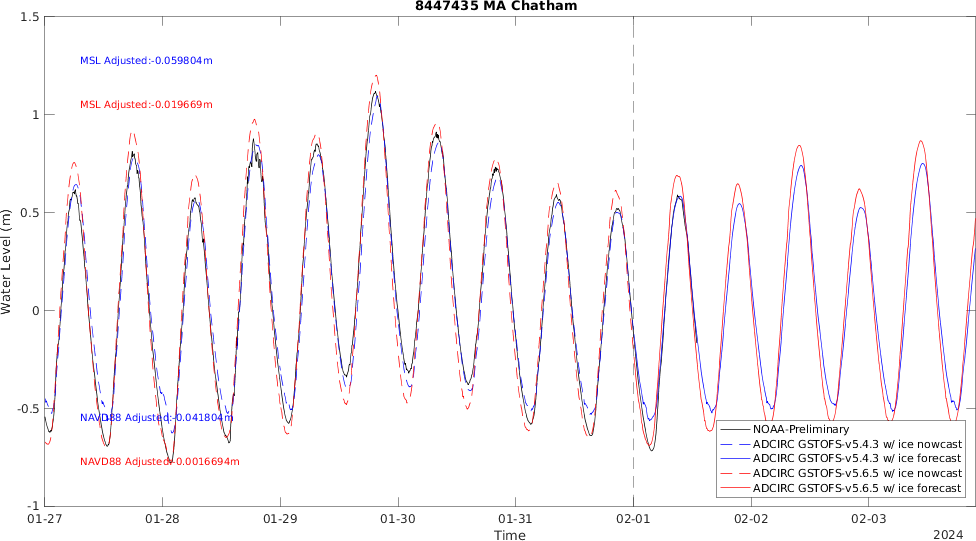 8447435 MA Chatham
1.5
1
0.5
0
-0.5
-1
Water Level (m)
MSL Adjusted:-0.059804m
MSL Adjusted:-0.019669m
NAVD88 Adjusted:-0.041804m
NAVD88 Adjusted:-0.0016694m
NOAA-Preliminary
ADCIRC GSTOFS-v5.4.3 w/ ice nowcast
ADCIRC GSTOFS-v5.4.3 w/ ice forecast
ADCIRC GSTOFS-v5.6.5 w/ ice nowcast
ADCIRC GSTOFS-v5.6.5 w/ ice forecast
01-27 01-28 01-29 01-30 01-31 02-01 02-02 02-03
Time
2024